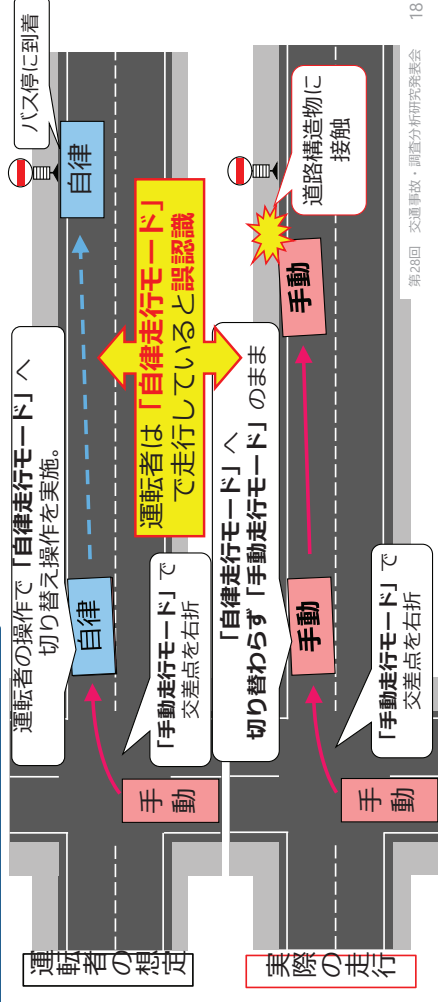 運転者の想定
運転者の操作で「自律走行モード」へ
切り替え操作を実施。
バス停に到着
自律
自律
手動
「手動走行モード」で
交差点を右折
運転者は「自律走行モード」
で走行していると誤認識
実際の走行
「自律走行モード」へ
切り替わらず「手動走行モード」のまま
手動
手動
手動
道路構造物に
接触
「手動走行モード」で
交差点を右折
第28回 交通事故・調査分析研究発表会
18